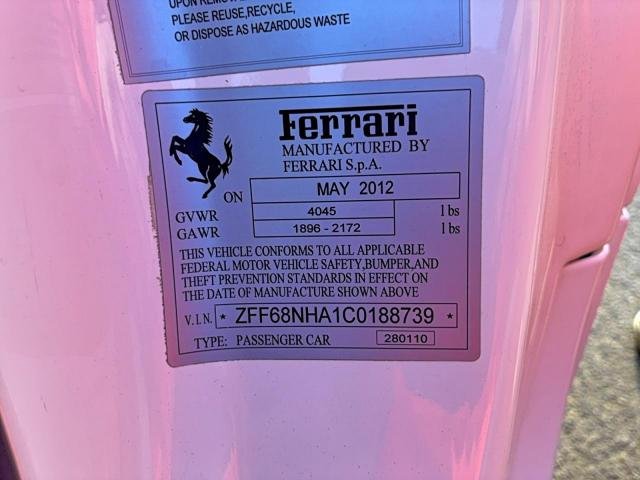 PLEASE REUSE,RECYCLE,
OR DISPOSE AS HAZARDOUS WASTE
Ferrari
MANUFACTURED BY
FERRARI S.p.A.
ON MAY 2012
GVWR 4045 lbs
GAWR 1896 - 2172 lbs
THIS VEHICLE CONFORMS TO ALL APPLICABLE
FEDERAL MOTOR VEHICLE SAFETY,BUMPER,AND
THEFT PREVENTION STANDARDS IN EFFECT ON
THE DATE OF MANUFACTURE SHOWN ABOVE
V.I.N. * ZFF68NHA1C0188739 *
TYPE: PASSENGER CAR 280110